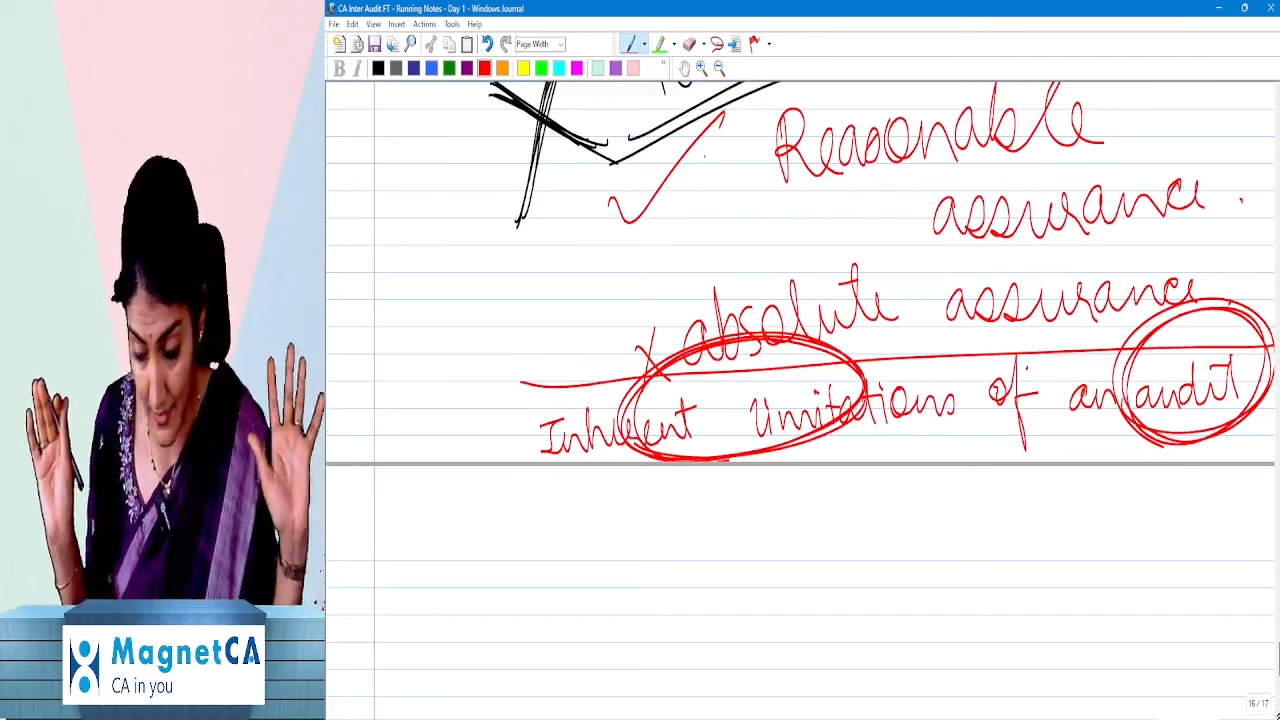 CA Inter Audit FT - Running Notes - Day 1 - Windows Journal
File Edit View Insert Actions Tools Help
Page Width
B I
Reasonable
assurance.
x absolute assurance
Inherent limitations of an audit
MagnetCA
CA in you
16 / 17